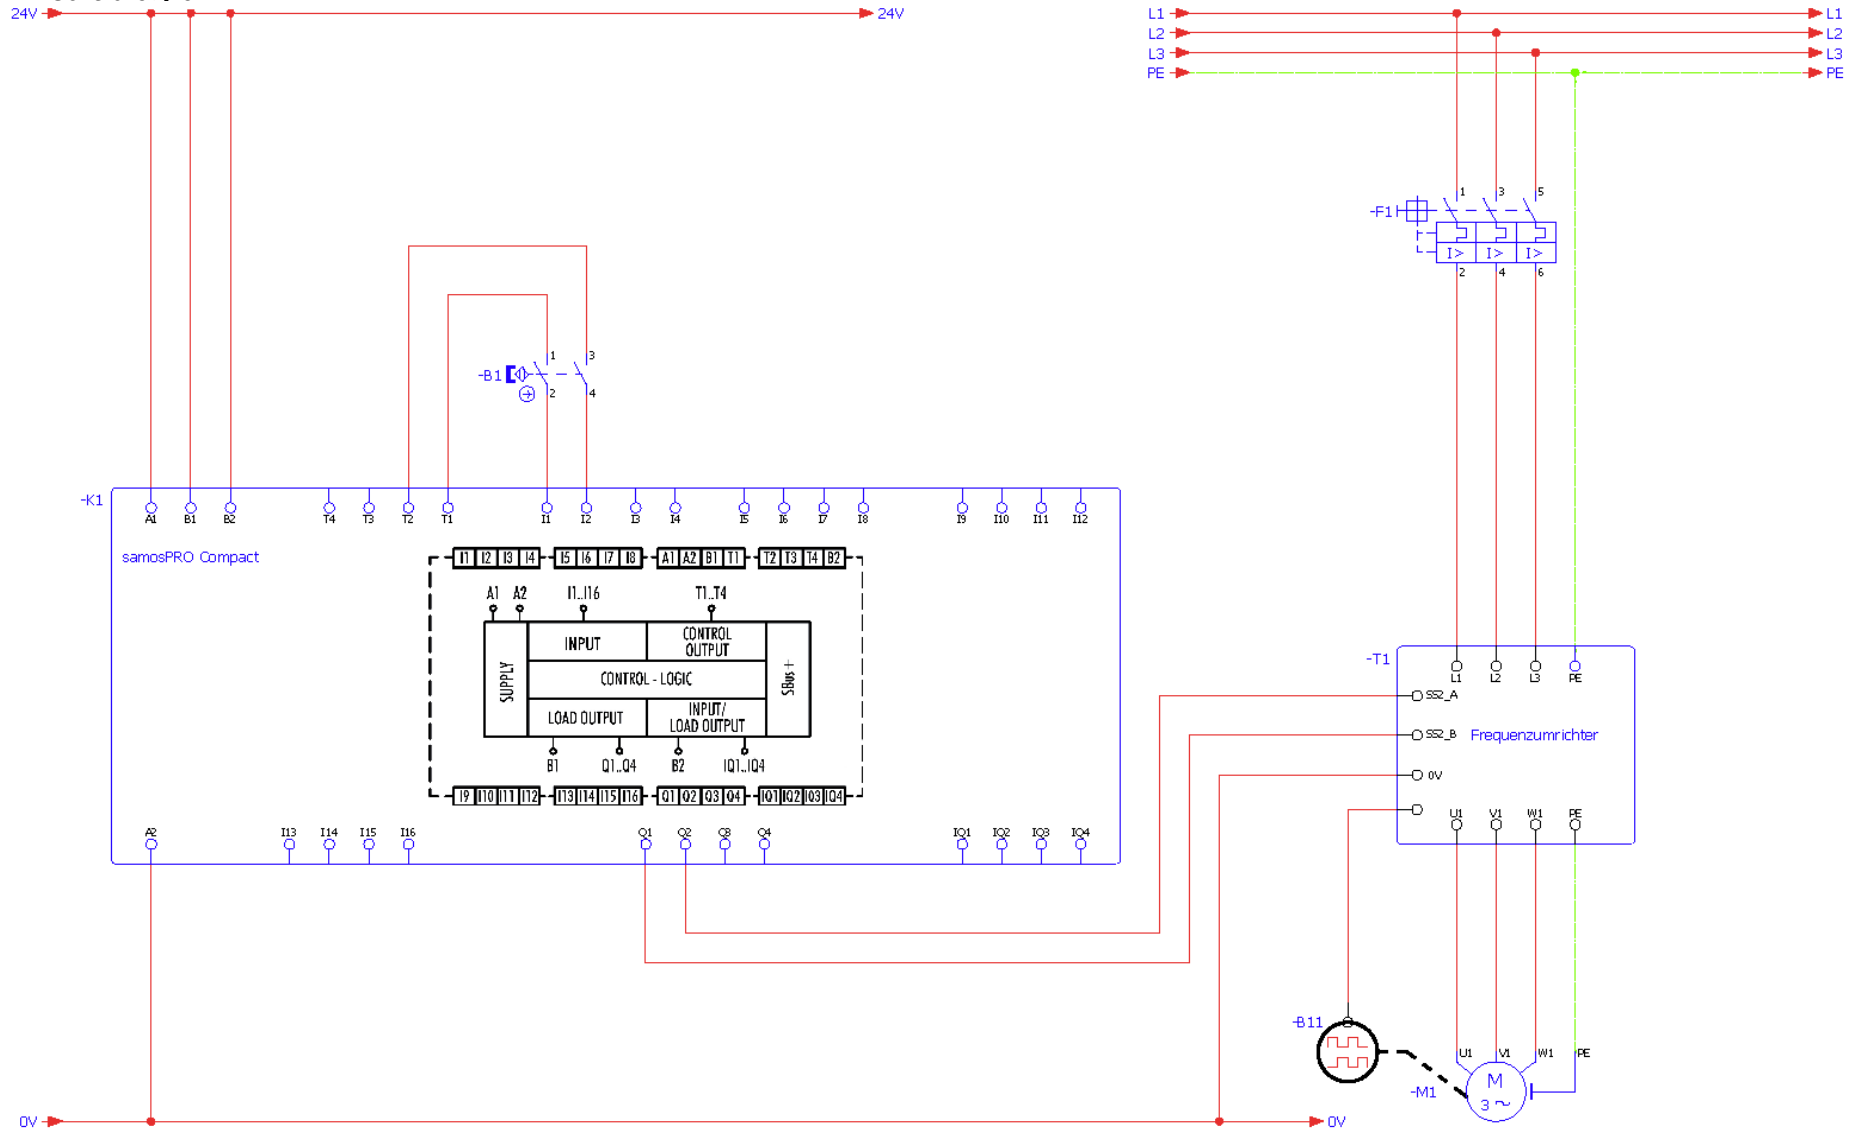 24V 24V
L1 L1
L2 L2
L3 L3
PE PE
1 3 5
-F1
I> I> I>
2 4 6
1 3
-B1
2 4
-K1
A1 B1 B2 T4 T3 T2 T1 I1 I2 I3 I4 I5 I6 I7 I8 I9 I10 I11 I12
samosPRO Compact
I1 I2 I3 I4 I5 I6 I7 I8 A1 A2 B1 T1 T2 T3 T4 B2
A1 A2 I1..I16 T1..T4
SUPPLY
INPUT
CONTROL
OUTPUT
SBus+
CONTROL - LOGIC
LOAD OUTPUT
INPUT/
LOAD OUTPUT
B1 Q1..Q4 B2 IQ1..IQ4
I9 I10 I11 I12 I13 I14 I15 I16 Q1 Q2 Q3 Q4 IQ1 IQ2 IQ3 IQ4
A2 I13 I14 I15 I16 Q1 Q2 Q3 Q4 IQ1 IQ2 IQ3 IQ4
-T1
L1 L2 L3 PE
SS2_A
SS2_B Frequenzumrichter
0V
U1 V1 W1 PE
-B11
U1 V1 W1 PE
M
3 ~
-M1
0V 0V